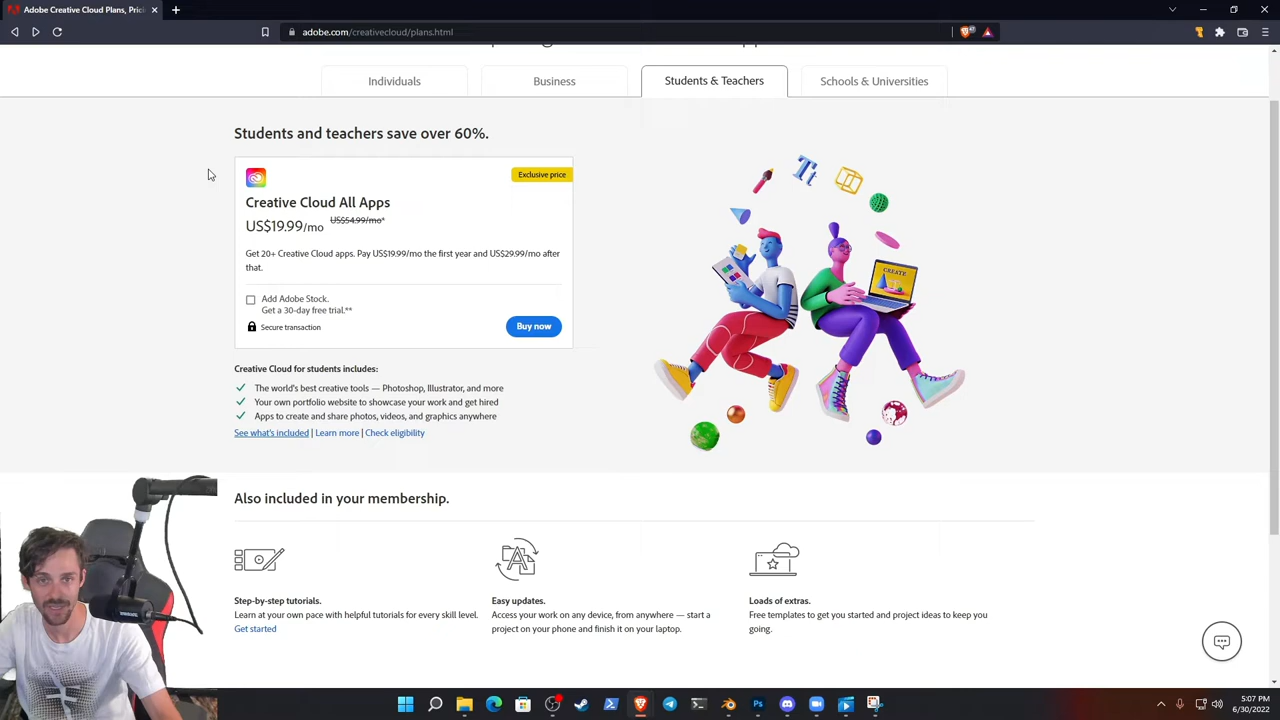 Adobe Creative Cloud Plans, Prici
adobe.com/creativecloud/plans.html
Individuals
Business
Students & Teachers
Schools & Universities
Students and teachers save over 60%.
Exclusive price
Creative Cloud All Apps
US$19.99/mo US$54.99/mo*
Get 20+ Creative Cloud apps. Pay US$19.99/mo the first year and US$29.99/mo after
that.
Add Adobe Stock.
Get a 30-day free trial.**
Secure transaction
Buy now
CREATE
Creative Cloud for students includes:
The world's best creative tools — Photoshop, Illustrator, and more
Your own portfolio website to showcase your work and get hired
Apps to create and share photos, videos, and graphics anywhere
See what's included | Learn more | Check eligibility
Also included in your membership.
Step-by-step tutorials.
Learn at your own pace with helpful tutorials for every skill level.
Get started
Easy updates.
Access your work on any device, from anywhere — start a
project on your phone and finish it on your laptop.
Loads of extras.
Free templates to get you started and project ideas to keep you
going.
5:07 PM
6/30/2022